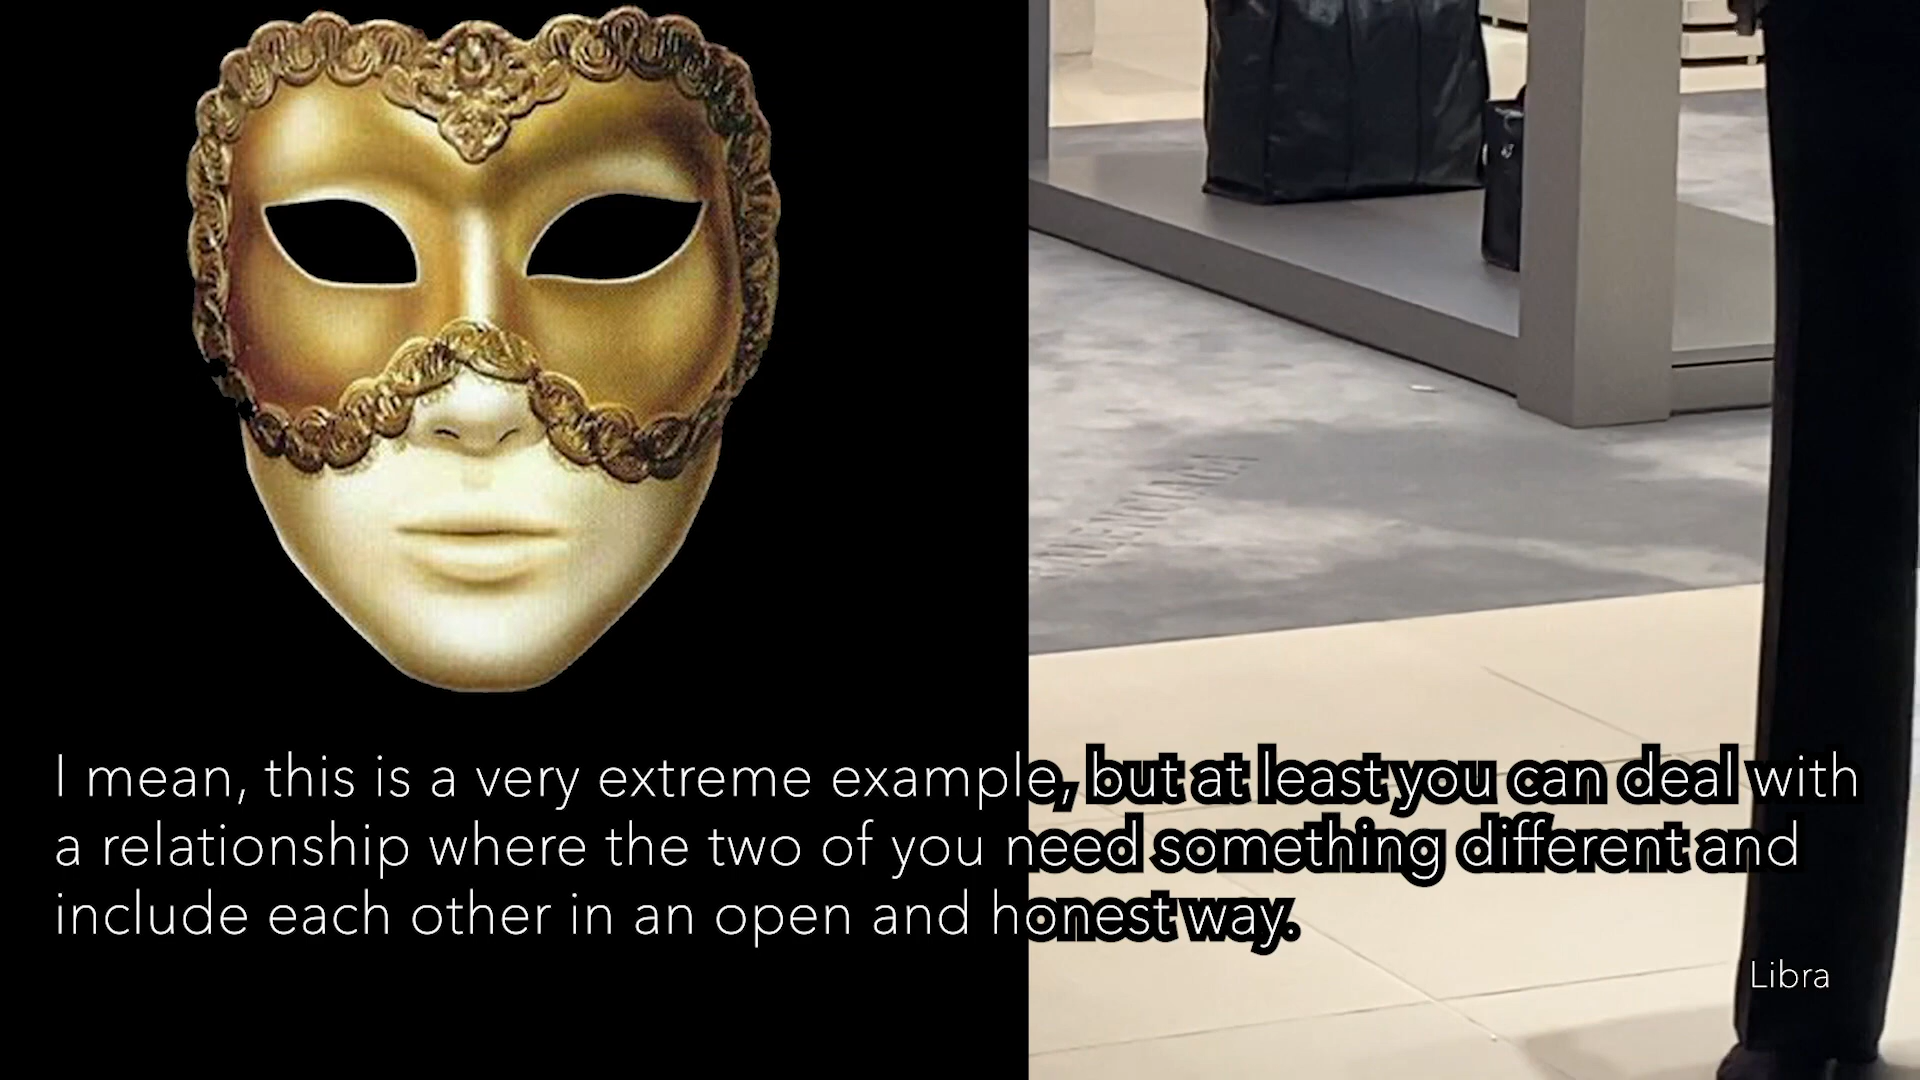 I mean, this is a very extreme example, but at least you can deal with
a relationship where the two of you need something different and
include each other in an open and honest way.
Libra